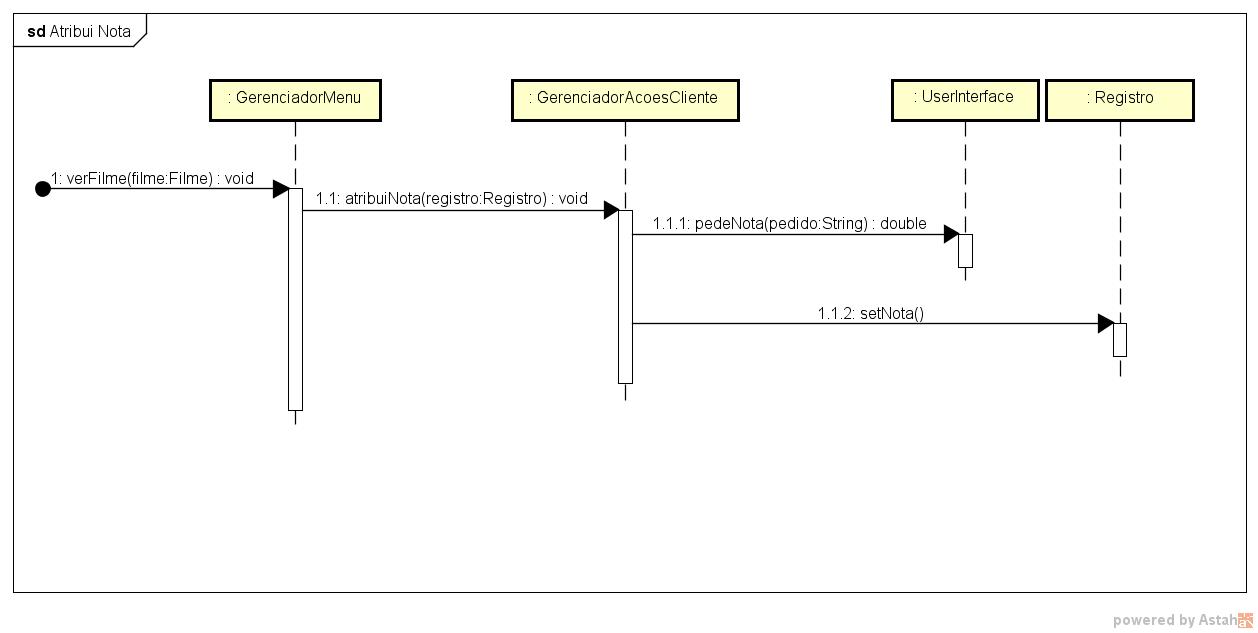 sd Atribui Nota
: GerenciadorMenu
: GerenciadorAcoesCliente
: UserInterface
: Registro
1: verFilme(filme:Filme) : void
1.1: atribuiNota(registro:Registro) : void
1.1.1: pedeNota(pedido:String) : double
1.1.2: setNota()
powered by Astah